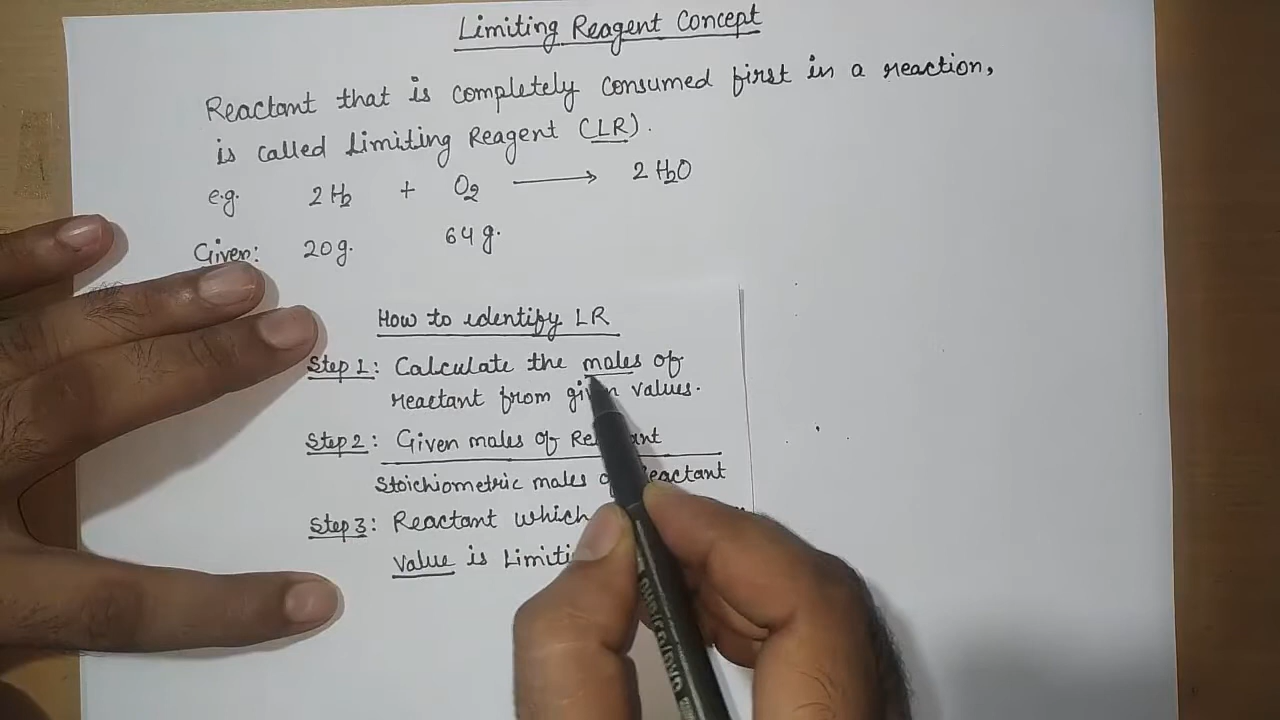 Limiting Reagent Concept
Reactant that is completely consumed first in a reaction,
is called Limiting Reagent (LR).
e.g. 2H₂ + O₂ ⟶ 2H₂O
Given: 20g. 64g.
How to identify LR
Step 1: Calculate the moles of
reactant from given values.
Step 2: Given moles of Reactant
Stoichiometric moles of Reactant
Step 3: Reactant which
value is